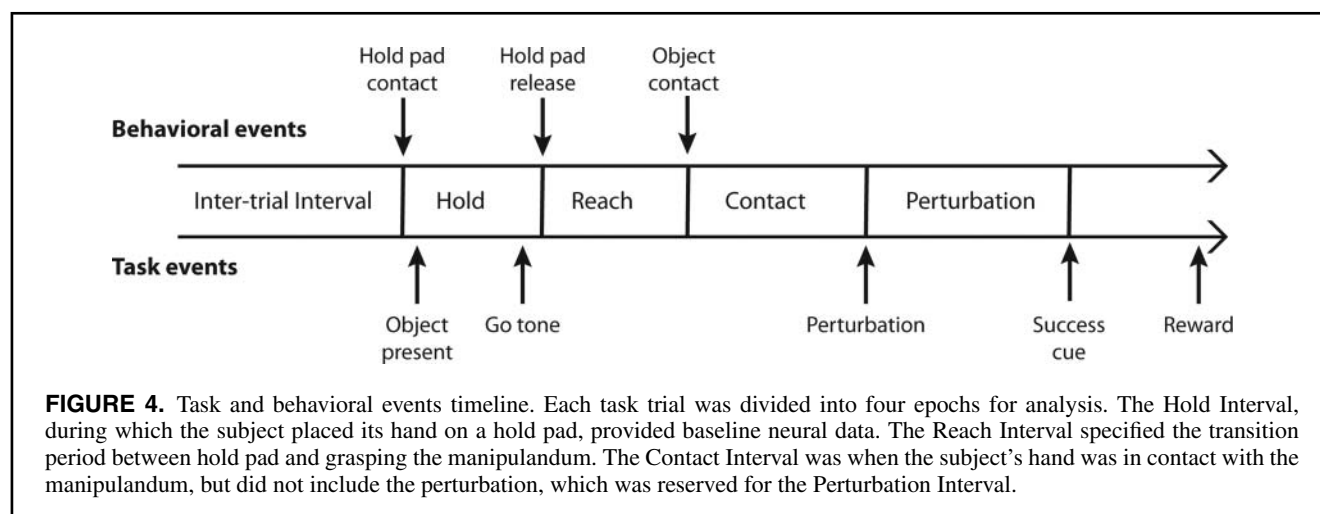 Hold pad contact
Hold pad release
Object contact
Behavioral events
Inter-trial Interval
Hold
Reach
Contact
Perturbation
Task events
Object present
Go tone
Perturbation
Success cue
Reward
FIGURE 4. Task and behavioral events timeline. Each task trial was divided into four epochs for analysis. The Hold Interval,
during which the subject placed its hand on a hold pad, provided baseline neural data. The Reach Interval specified the transition
period between hold pad and grasping the manipulandum. The Contact Interval was when the subject's hand was in contact with the
manipulandum, but did not include the perturbation, which was reserved for the Perturbation Interval.